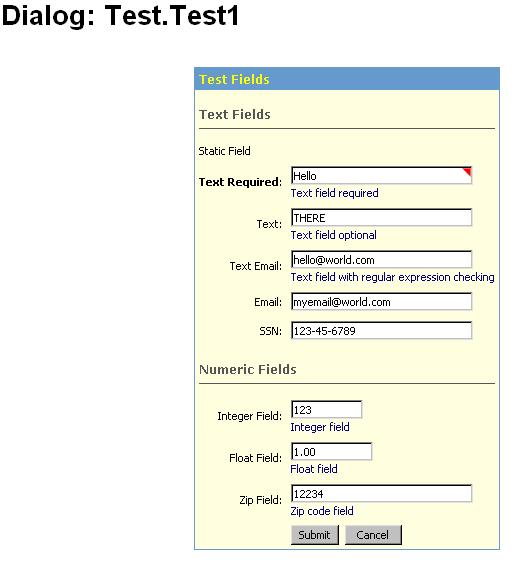 Dialog: Test.Test1
Test Fields
Text Fields
Static Field
Text Required: Hello
Text field required
Text: THERE
Text field optional
Text Email: hello@world.com
Text field with regular expression checking
Email: myemail@world.com
SSN: 123-45-6789
Numeric Fields
Integer Field: 123
Integer field
Float Field: 1.00
Float field
Zip Field: 12234
Zip code field
Submit Cancel